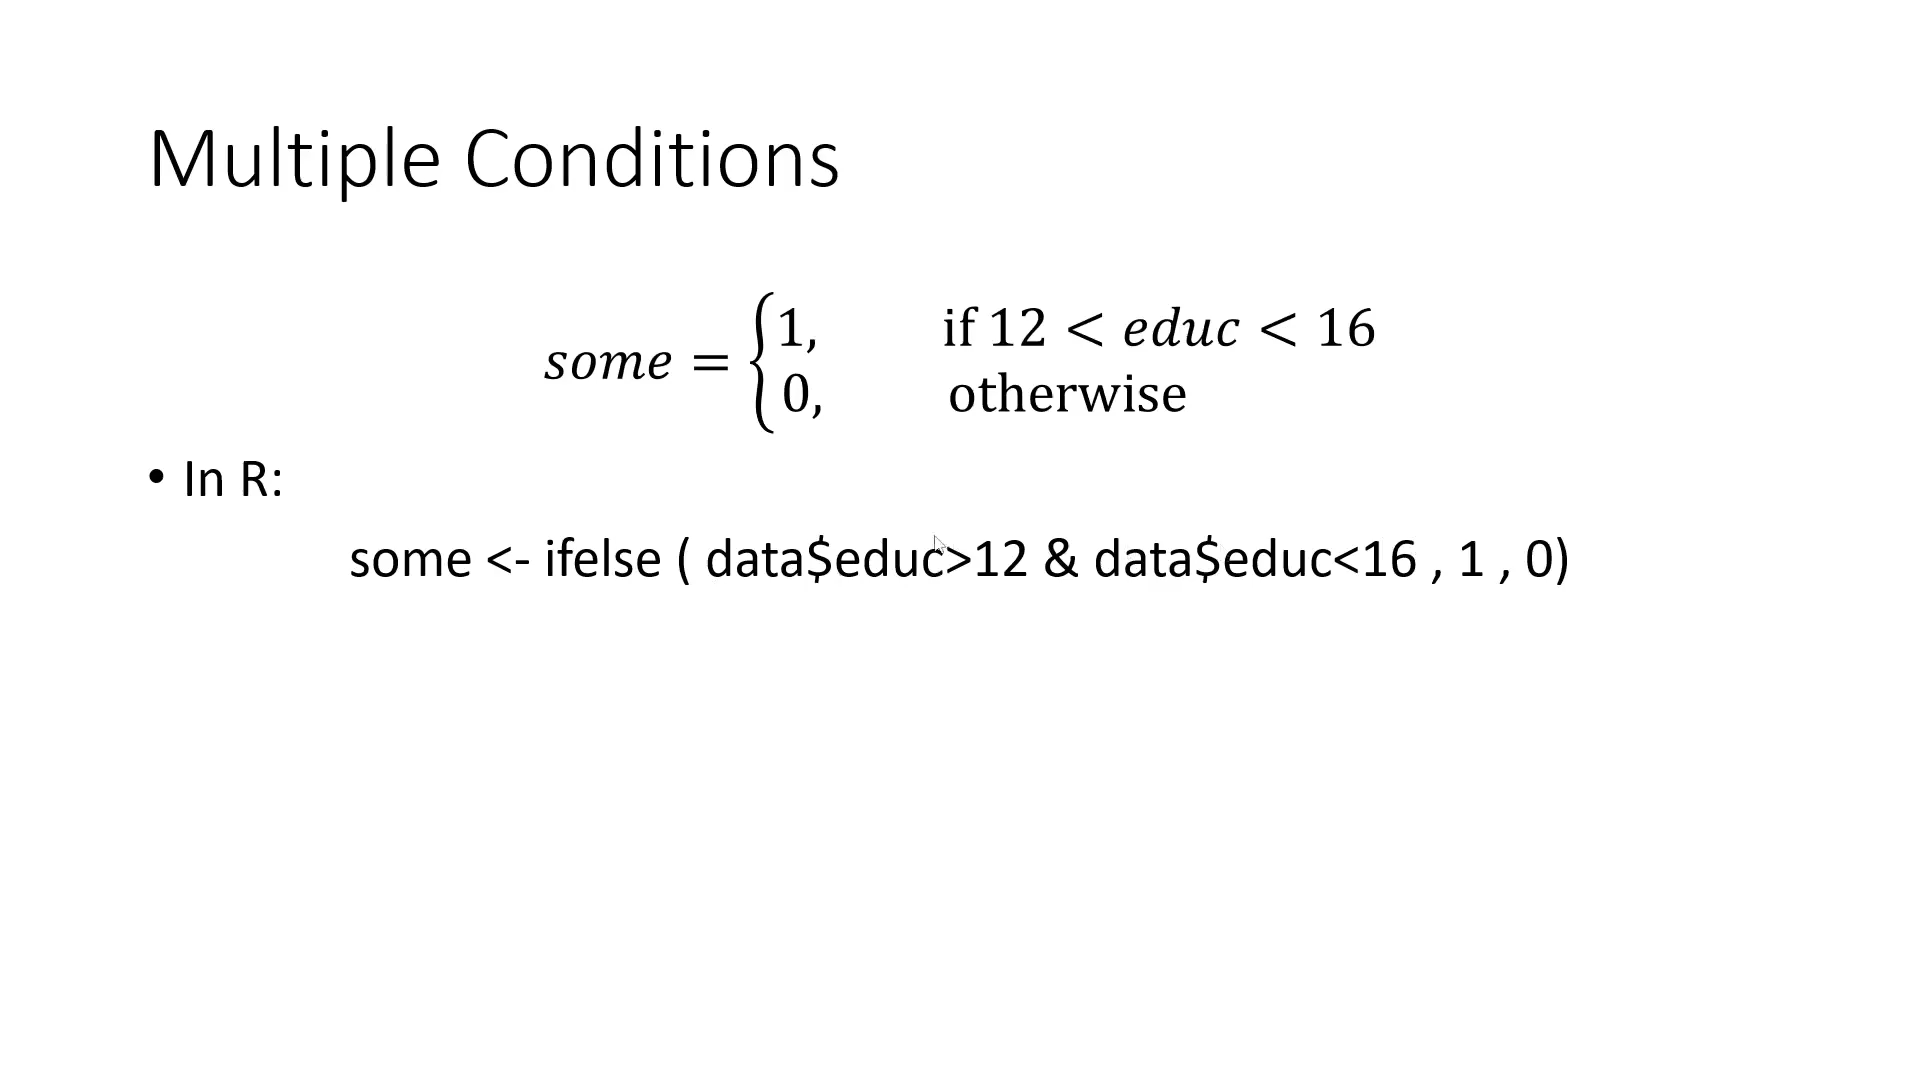 Multiple Conditions
some = { 1, if 12 < educ < 16
0, otherwise
• In R:
some <- ifelse ( data$educ>12 & data$educ<16 , 1 , 0)